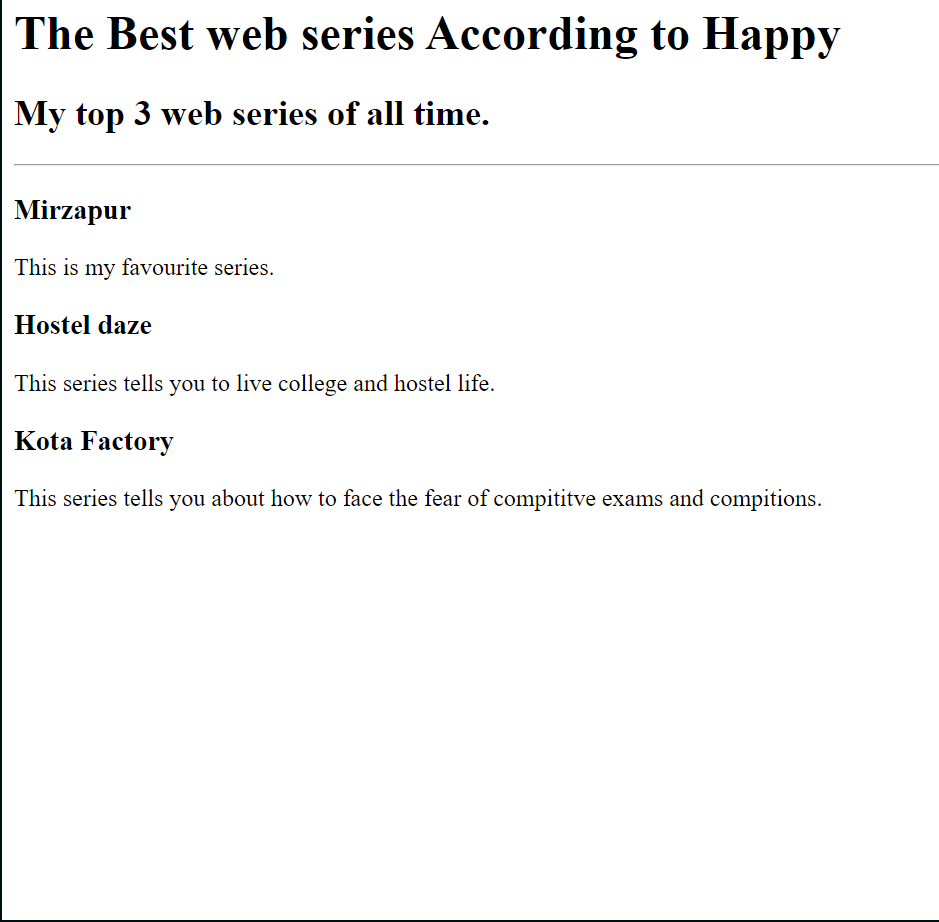 The Best web series According to Happy
My top 3 web series of all time.
Mirzapur
This is my favourite series.
Hostel daze
This series tells you to live college and hostel life.
Kota Factory
This series tells you about how to face the fear of compititve exams and compitions.